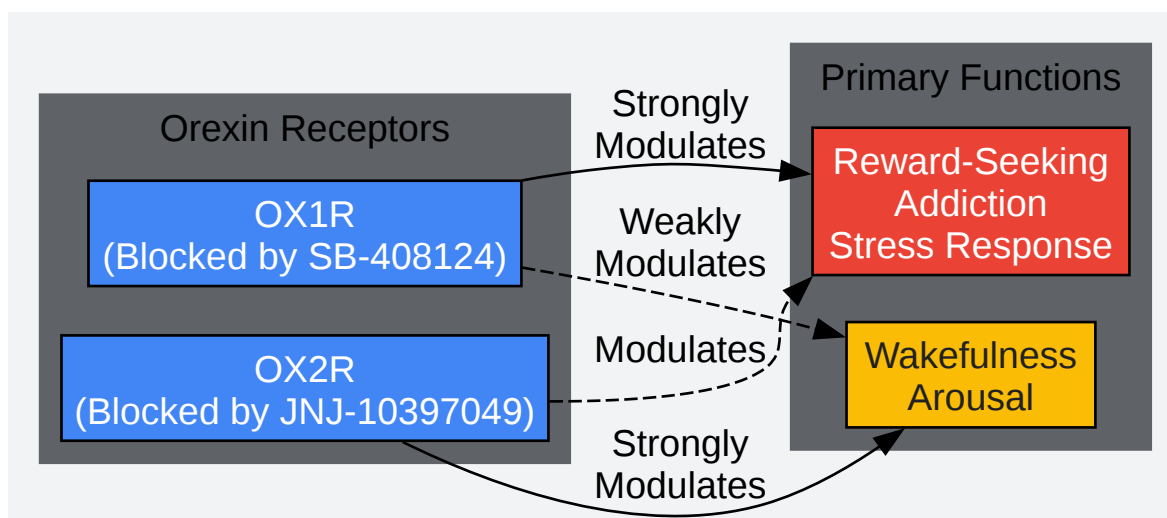 Orexin Receptors
OX1R
(Blocked by SB-408124)
OX2R
(Blocked by JNJ-10397049)
Strongly
Modulates
Weakly
Modulates
Modulates
Strongly
Modulates
Primary Functions
Reward-Seeking
Addiction
Stress Response
Wakefulness
Arousal